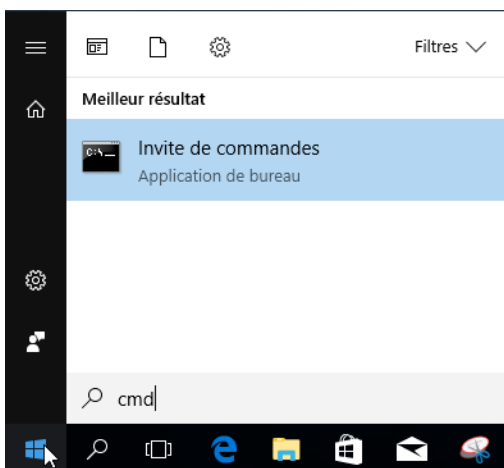 Filtres
Meilleur résultat
Invite de commandes
Application de bureau
cmd